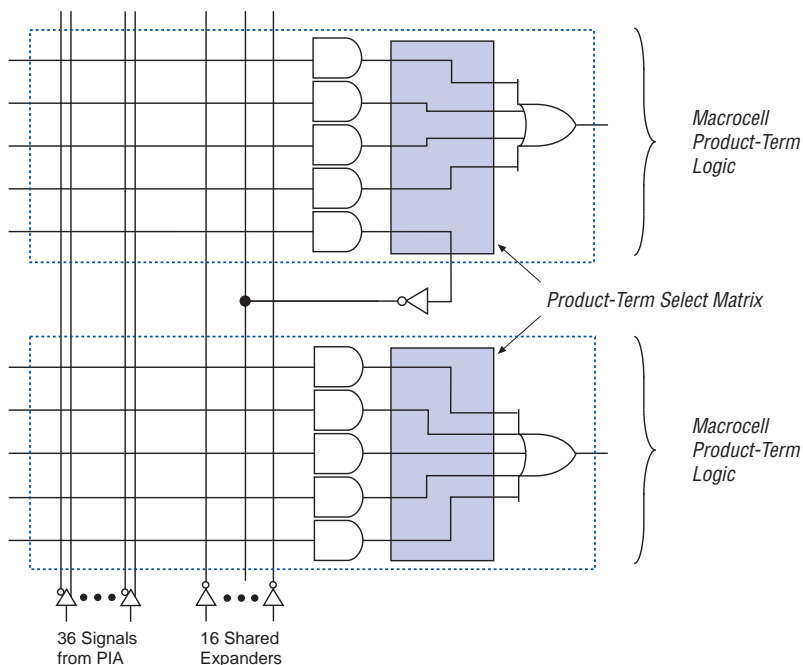 Macrocell
Product-Term
Logic
Product-Term Select Matrix
Macrocell
Product-Term
Logic
36 Signals
from PIA
16 Shared
Expanders